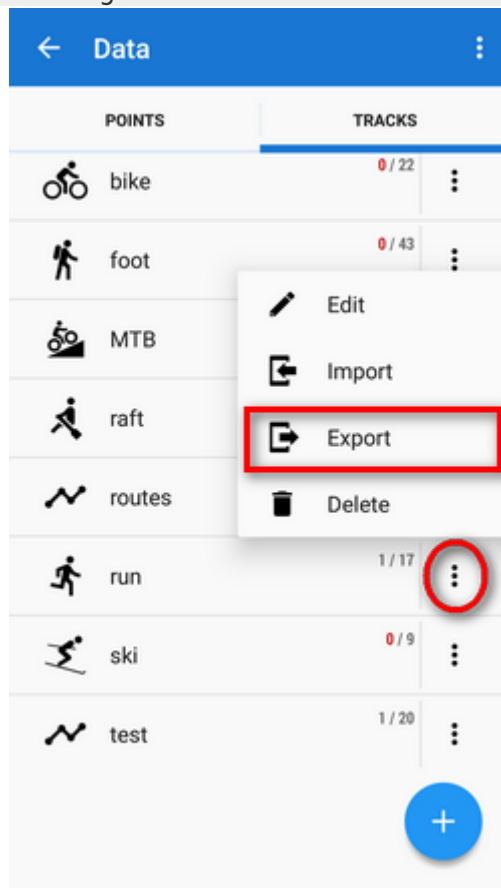 Data
POINTS
TRACKS
bike
0 / 22
foot
0 / 43
Edit
MTB
Import
raft
Export
routes
Delete
run
1 / 17
ski
0 / 9
test
1 / 20